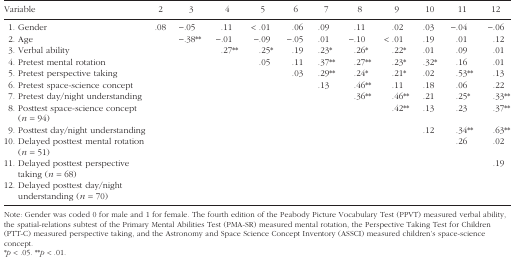 Variable 2 3 4 5 6 7 8 9 10 11 12
1. Gender .08 −.05 .11 < .01 .06 .09 .11 .02 .03 −.04 −.06
2. Age −.38** −.01 −.09 −.05 .01 −.10 < .01 .19 .01 .12
3. Verbal ability .27** .25* .19 .23* .26* .22* .01 .09 .01
4. Pretest mental rotation .05 .11 .37** .27** .23* .32* .16 .01
5. Pretest perspective taking .03 .29** .24* .21* .02 .53** .13
6. Pretest space-science concept .13 .46** .11 .18 .06 .22
7. Pretest day/night understanding .36** .46** .21 .25* .33**
8. Posttest space-science concept .42** .13 .23 .37**
(n = 94)
9. Posttest day/night understanding .12 .34** .63**
10. Delayed posttest mental rotation .26 .02
(n = 51)
11. Delayed posttest perspective .19
taking (n = 68)
12. Delayed posttest day/night
understanding (n = 70)
Note: Gender was coded 0 for male and 1 for female. The fourth edition of the Peabody Picture Vocabulary Test (PPVT) measured verbal ability,
the spatial-relations subtest of the Primary Mental Abilities Test (PMA-SR) measured mental rotation, the Perspective Taking Test for Children
(PTT-C) measured perspective taking, and the Astronomy and Space Science Concept Inventory (ASSCI) measured children's space-science
concept.
*p < .05. **p < .01.